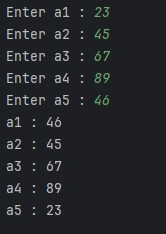 Enter a1 : 23
Enter a2 : 45
Enter a3 : 67
Enter a4 : 89
Enter a5 : 46
a1 : 46
a2 : 45
a3 : 67
a4 : 89
a5 : 23